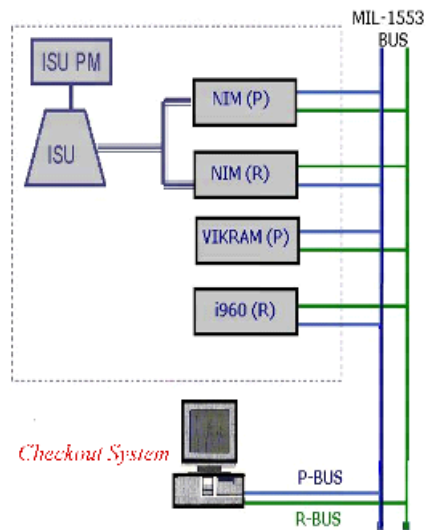 MIL-1553
BUS
ISU PM
NIM (P)
ISU
NIM (R)
VIKRAM (P)
i960 (R)
Checkout System
P-BUS
R-BUS